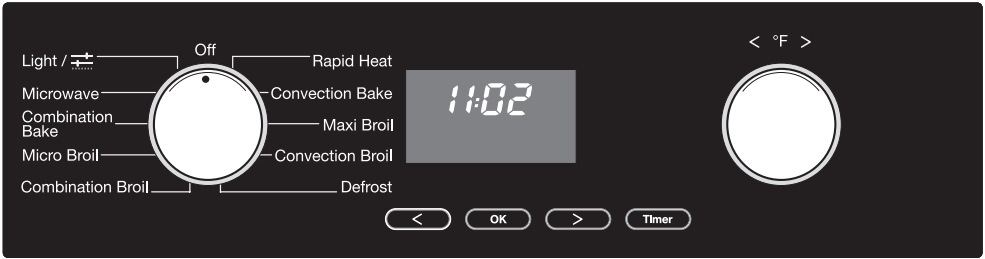 Off
Light /
Rapid Heat
Microwave
Convection Bake
Combination
Bake
Maxi Broil
Micro Broil
Convection Broil
Combination Broil
Defrost
11:02
< °F >
< OK > TImer